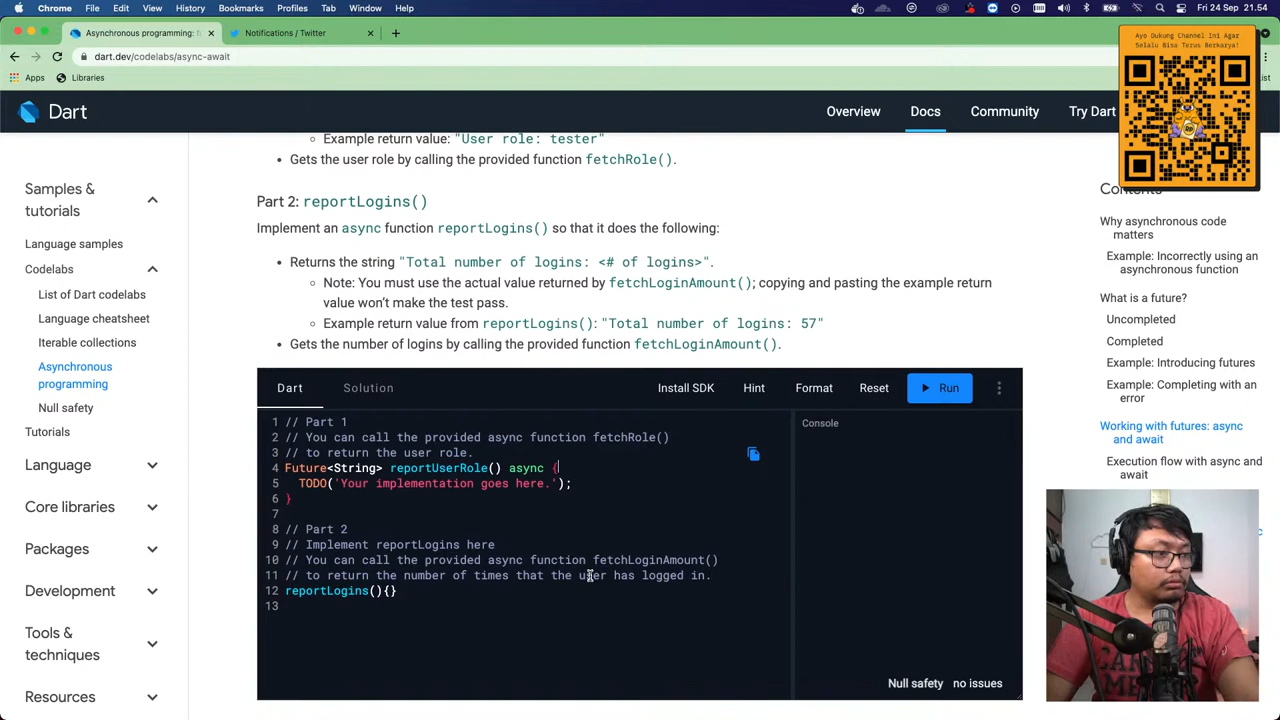 Chrome File Edit View History Bookmarks Profiles Tab Window Help Fri 24 Sep 21.54
Asynchronous programming: f Notifications / Twitter
dart.dev/codelabs/async-await
Apps Libraries
Ayo Dukung Channel Ini Agar
Selalu Bisa Terus Berkarya!
Dart Overview Docs Community Try Dart
Example return value: "User role: tester"
Gets the user role by calling the provided function fetchRole().
Part 2: reportLogins()
Implement an async function reportLogins() so that it does the following:
Returns the string "Total number of logins: <# of logins>".
Note: You must use the actual value returned by fetchLoginAmount(); copying and pasting the example return
value won't make the test pass.
Example return value from reportLogins(): "Total number of logins: 57"
Gets the number of logins by calling the provided function fetchLoginAmount().
Samples &
tutorials
Language samples
Codelabs
List of Dart codelabs
Language cheatsheet
Iterable collections
Asynchronous
programming
Null safety
Tutorials
Language
Core libraries
Packages
Development
Tools &
techniques
Resources
Dart Solution Install SDK Hint Format Reset Run
1 // Part 1
2 // You can call the provided async function fetchRole()
3 // to return the user role.
4 Future<String> reportUserRole() async {
5 TODO('Your implementation goes here.');
6 }
7
8 // Part 2
9 // Implement reportLogins here
10 // You can call the provided async function fetchLoginAmount()
11 // to return the number of times that the user has logged in.
12 reportLogins(){}
13
Console
Null safety no issues
Contents
Why asynchronous code
matters
Example: Incorrectly using an
asynchronous function
What is a future?
Uncompleted
Completed
Example: Introducing futures
Example: Completing with an
error
Working with futures: async
and await
Execution flow with async and
await